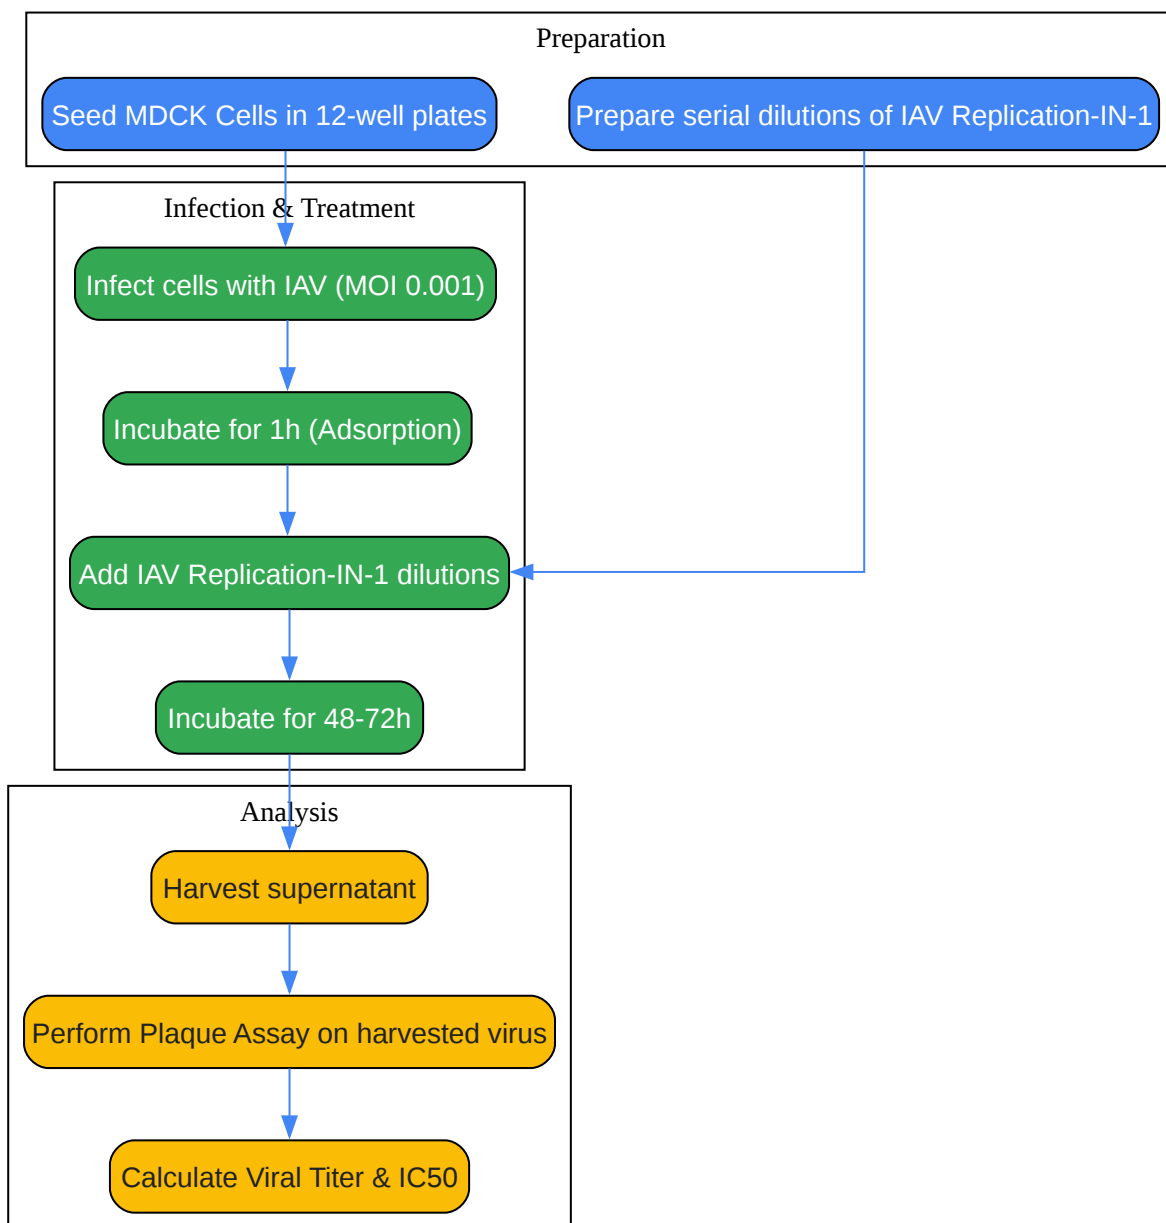 Preparation
Seed MDCK Cells in 12-well plates
Prepare serial dilutions of IAV Replication-IN-1
Infection & Treatment
Infect cells with IAV (MOI 0.001)
Incubate for 1h (Adsorption)
Add IAV Replication-IN-1 dilutions
Incubate for 48-72h
Analysis
Harvest supernatant
Perform Plaque Assay on harvested virus
Calculate Viral Titer & IC50